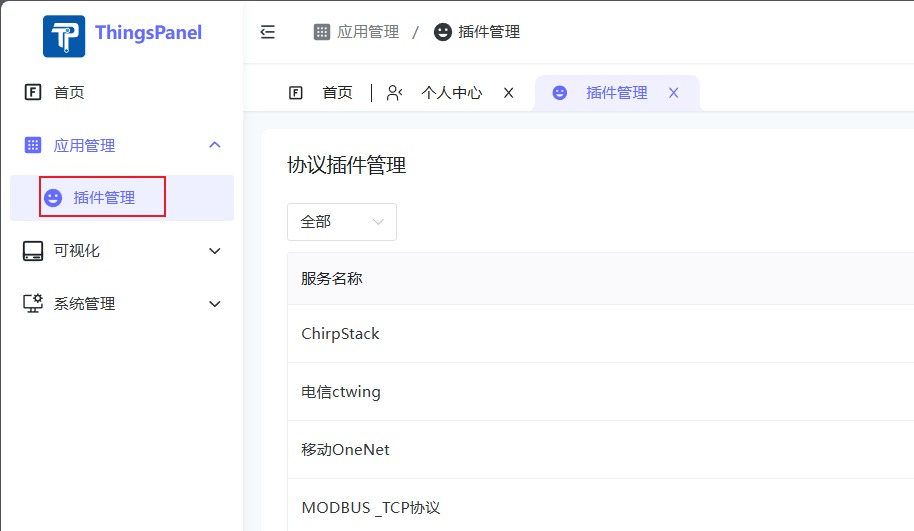 ThingsPanel
首页
应用管理
插件管理
可视化
系统管理
应用管理 / 插件管理
首页 | 个人中心 X 插件管理 X
协议插件管理
全部
服务名称
ChirpStack
电信ctwing
移动OneNet
MODBUS _TCP协议